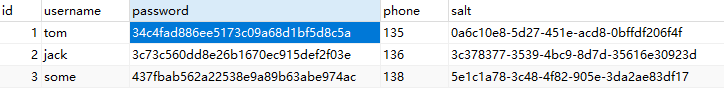 id username password phone salt
1 tom 34c4fad886ee5173c09a68d1bf5d8c5a 135 0a6c10e8-5d27-451e-acd8-0bffdf206f4f
2 jack 3c73c560dd8e26b1670ec915def2f03e 136 3c378377-3539-4bc9-8d7d-35616e30923d
3 some 437fbab562a22538e9a89b63abe974ac 138 5e1c1a78-3c48-4f82-905e-3da2ae83df17